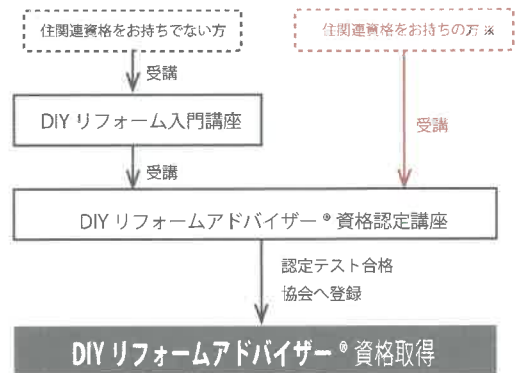 住関連資格をお持ちでない方
住関連資格をお持ちの方 ※
受講
受講
DIY リフォーム入門講座
受講
DIY リフォームアドバイザー® 資格認定講座
認定テスト合格
協会へ登録
DIY リフォームアドバイザー® 資格取得